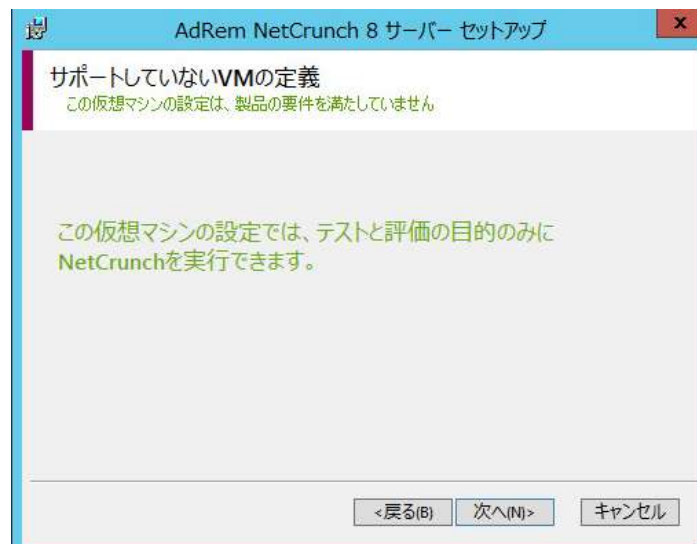 AdRem NetCrunch 8 サーバー セットアップ
x
サポートしていないVMの定義
この仮想マシンの設定は、製品の要件を満たしていません
この仮想マシンの設定では、テストと評価の目的のみに
NetCrunchを実行できます。
<戻る(B) 次へ(N)> キャンセル